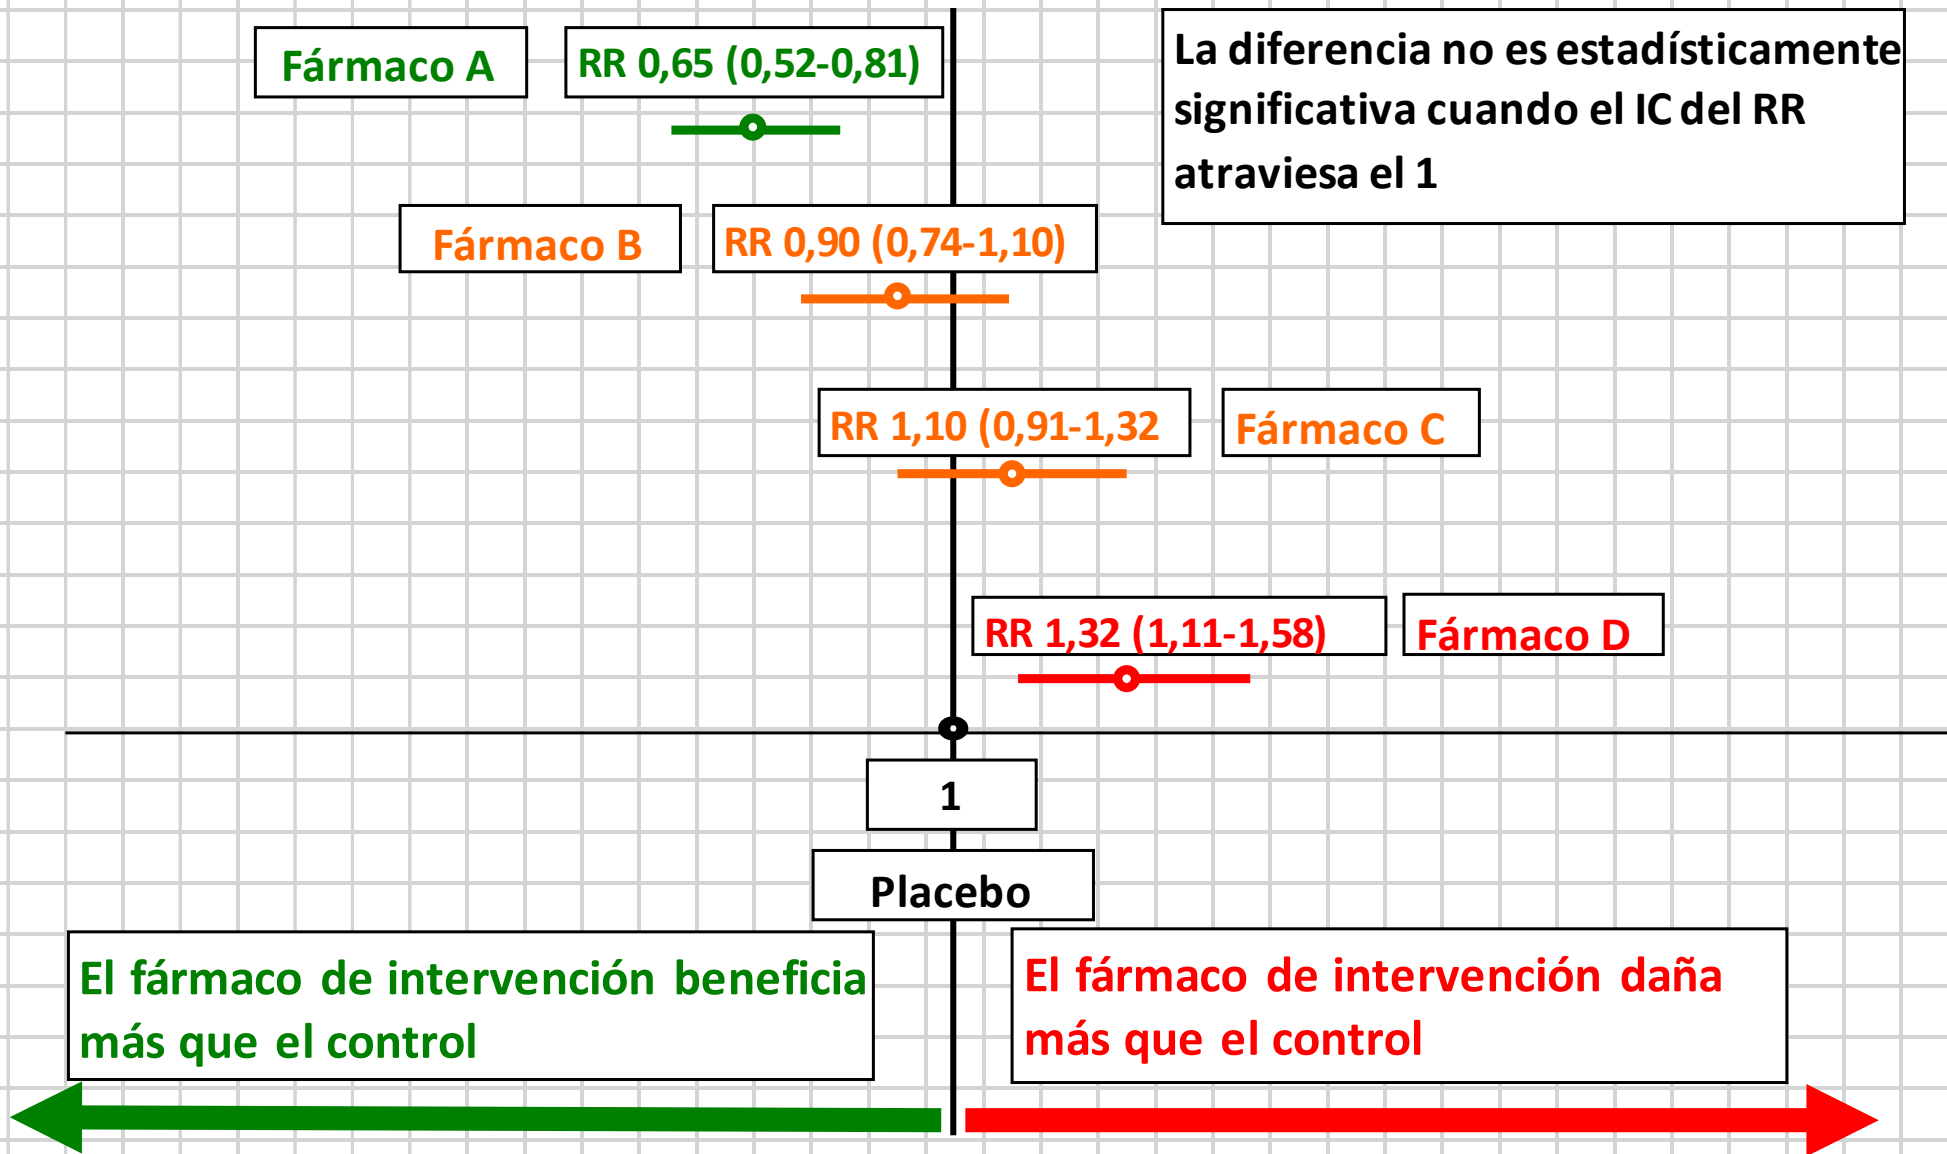 Fármaco A
RR 0,65 (0,52-0,81)
La diferencia no es estadísticamente
significativa cuando el IC del RR
atraviesa el 1
Fármaco B
RR 0,90 (0,74-1,10)
RR 1,10 (0,91-1,32
Fármaco C
RR 1,32 (1,11-1,58)
Fármaco D
1
Placebo
El fármaco de intervención beneficia
más que el control
El fármaco de intervención daña
más que el control